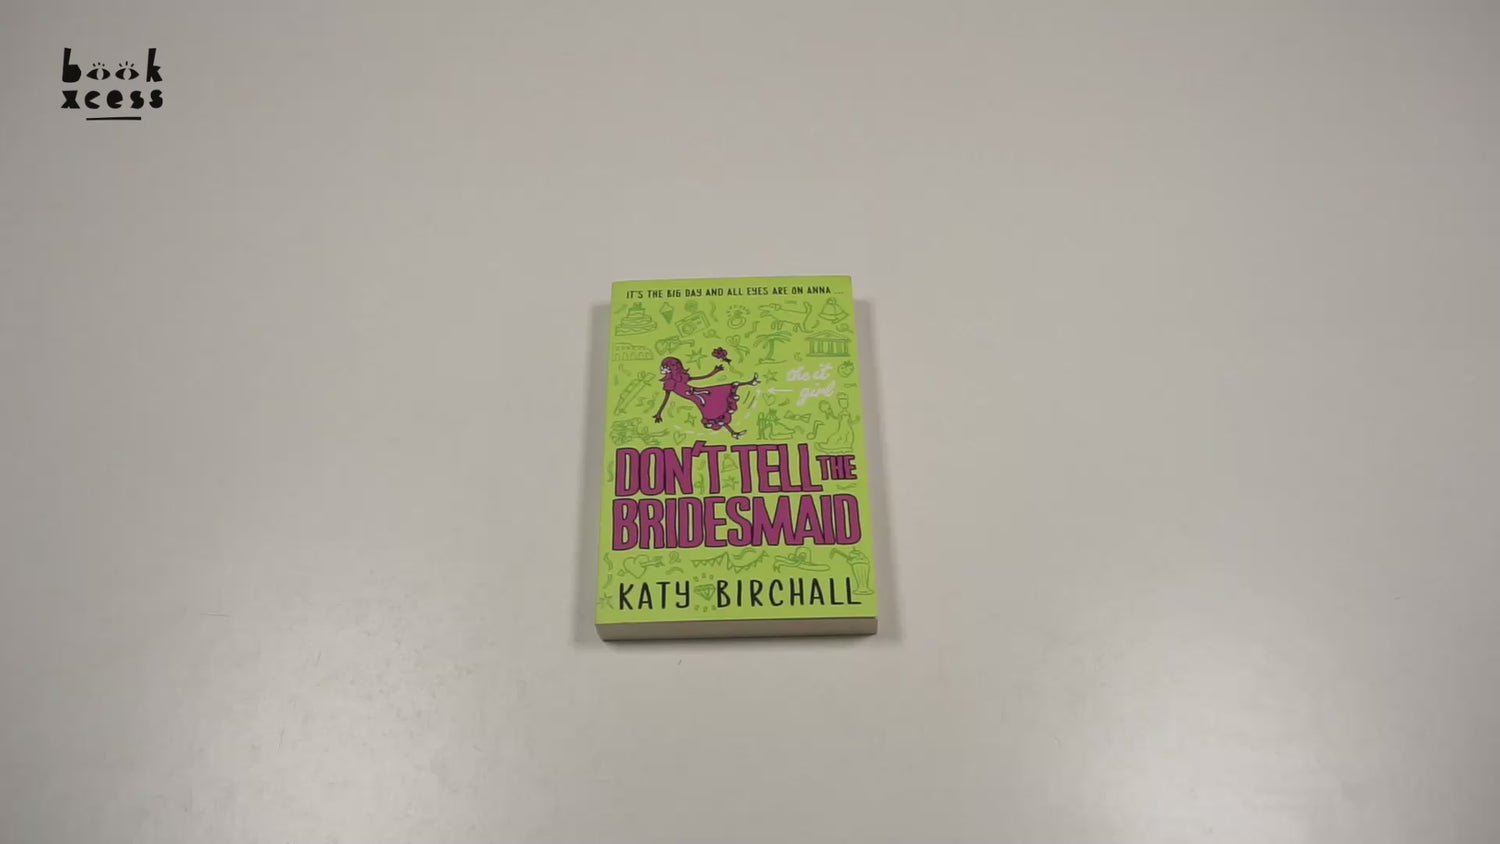 book
xcess
IT'S THE BIG DAY AND ALL EYES ARE ON ANNA ...
the it
girl
DON'T TELL THE
BRIDESMAID
KATY BIRCHALL